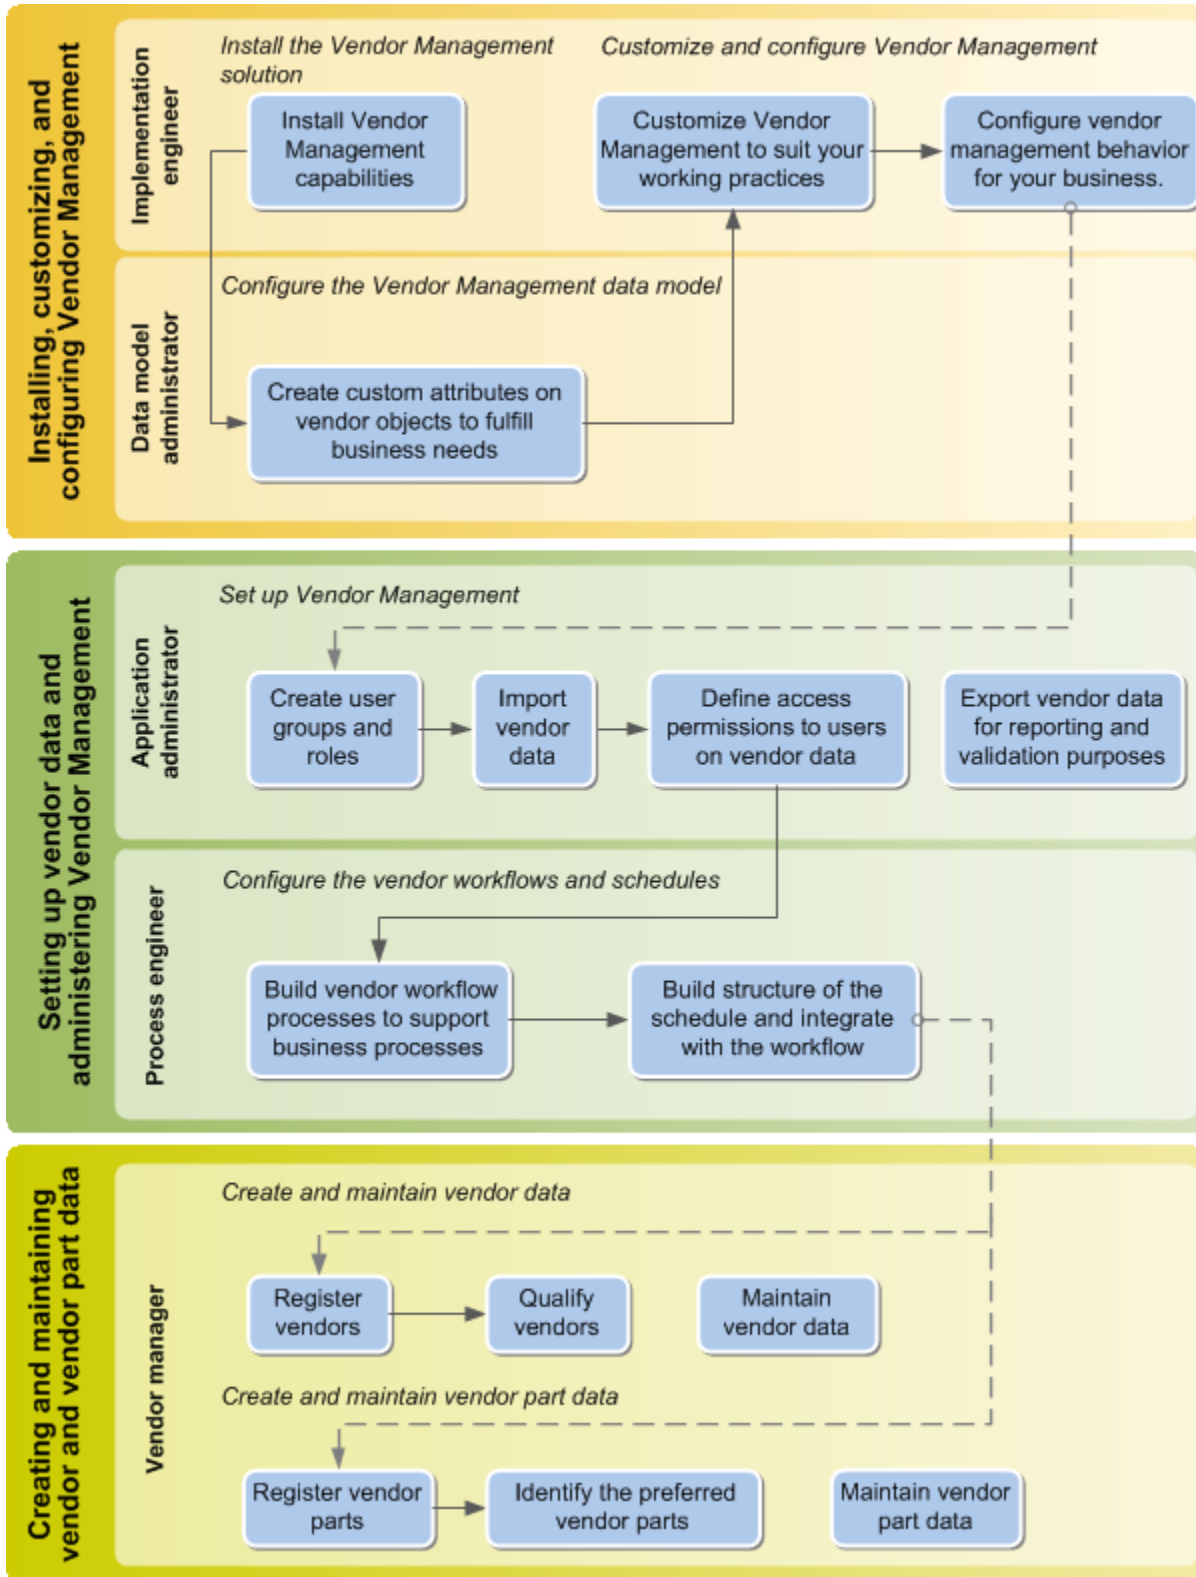 Installing, customizing, and
configuring Vendor Management
Implementation
engineer
Install the Vendor Management
solution
Install Vendor
Management
capabilities
Customize and configure Vendor Management
Customize Vendor
Management to suit your
working practices
Configure vendor
management behavior
for your business.
Data model
administrator
Configure the Vendor Management data model
Create custom attributes on
vendor objects to fulfill
business needs
Setting up vendor data and
administering Vendor Management
Application
administrator
Set up Vendor Management
Create user
groups and
roles
Import
vendor
data
Define access
permissions to users
on vendor data
Export vendor data
for reporting and
validation purposes
Process engineer
Configure the vendor workflows and schedules
Build vendor workflow
processes to support
business processes
Build structure of the
schedule and integrate
with the workflow
Creating and maintaining
vendor and vendor part data
Vendor manager
Create and maintain vendor data
Register
vendors
Qualify
vendors
Maintain
vendor data
Create and maintain vendor part data
Register vendor
parts
Identify the preferred
vendor parts
Maintain vendor
part data